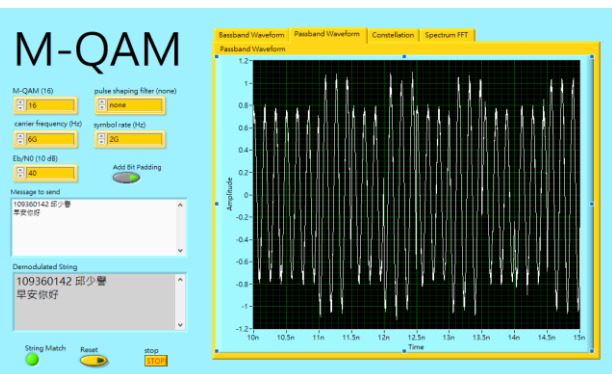 M-QAM
M-QAM (16)
pulse shaping filter (none)
16
none
carrier frequency (Hz)
symbol rate (Hz)
6G
2G
Eb/N0 (10 dB)
40
Add Bit Padding
Message to send
109360142 邱少謦
早安你好
Demodulated String
109360142 邱少謦
早安你好
String Match
Reset
stop
STOP
Bassband Waveform
Passband Waveform
Constellation
Spectrum FFT
Passband Waveform
Amplitude
1.2
1
0.8
0.6
0.4
0.2
0
-0.2
-0.4
-0.6
-0.8
-1
-1.2
10n 10.5n 11n 11.5n 12n 12.5n 13n 13.5n 14n 14.5n 15n
Time